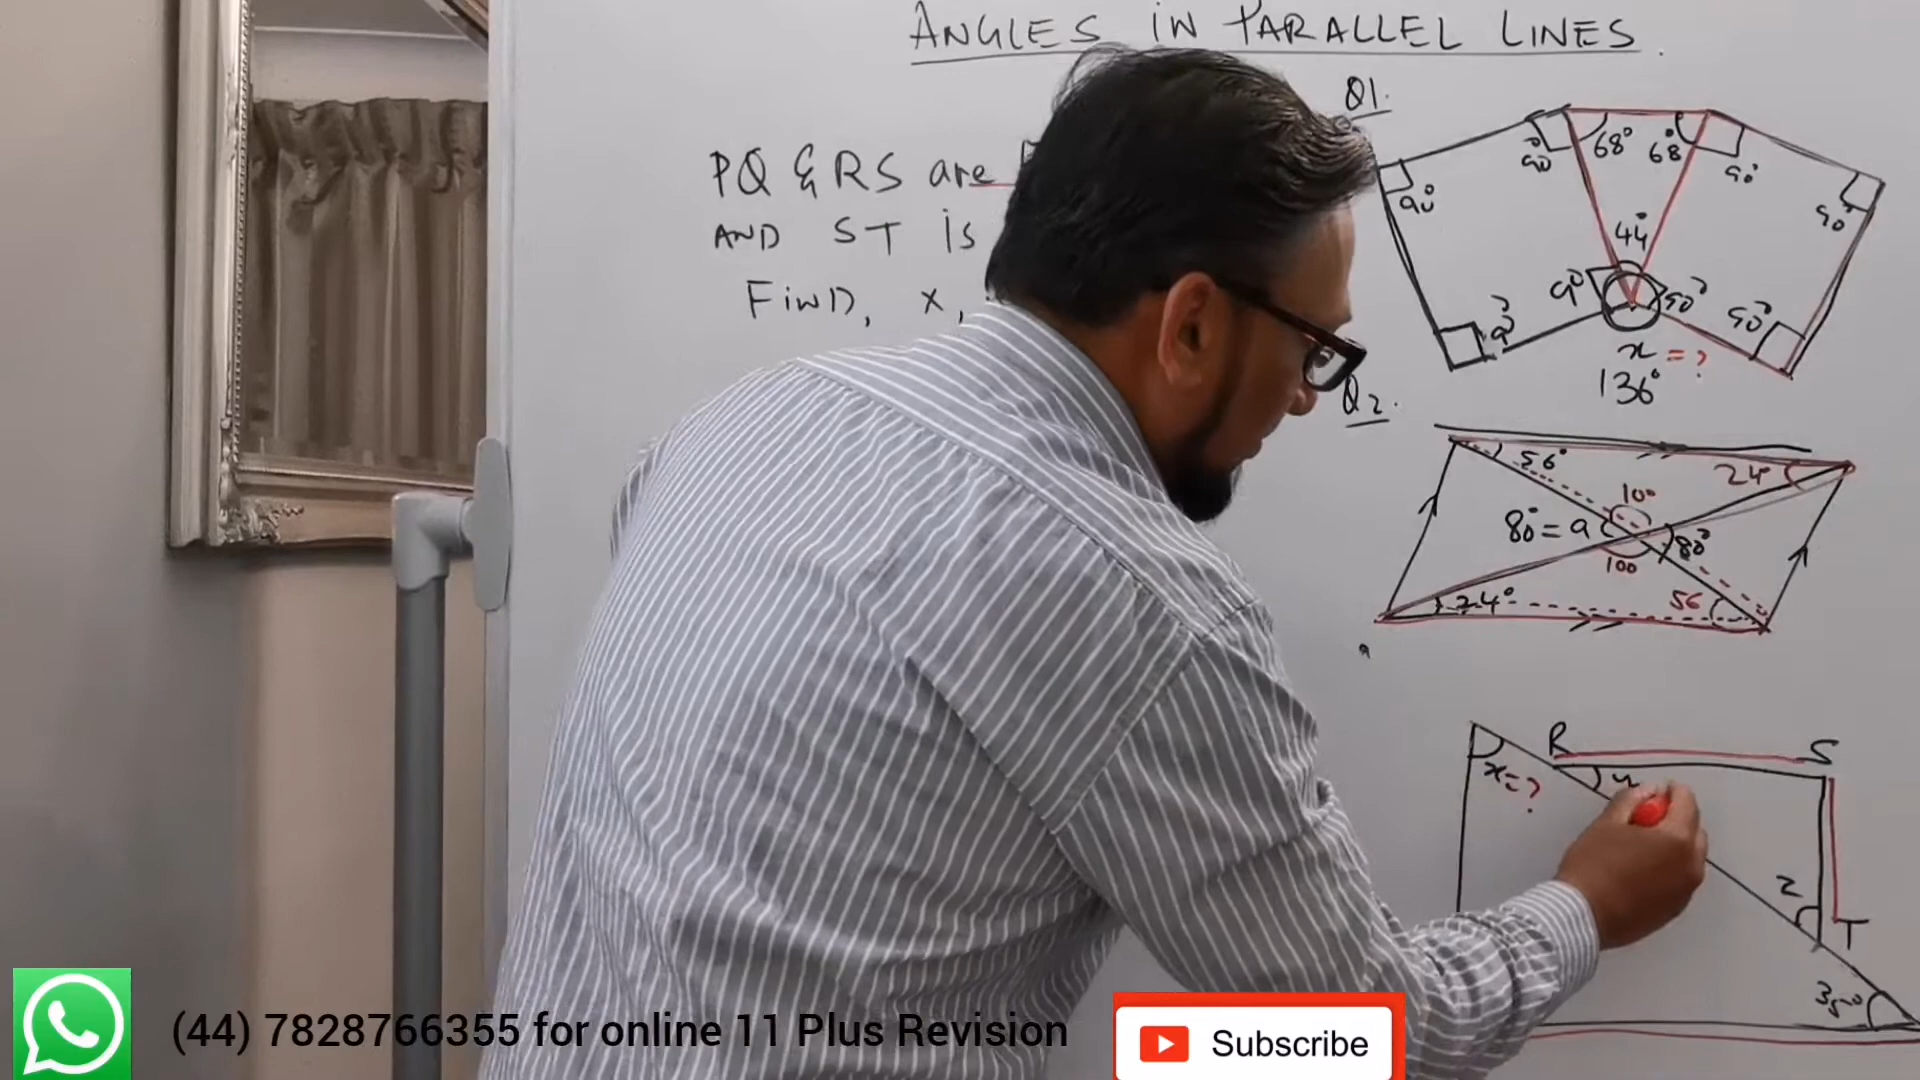 ANGLES IN PARALLEL LINES.
PQ & RS are
AND ST is
FIND, x,
Q1.
68° 68°
90° 90°
90° 90°
44°
90° 90° 90°
90°
x = ?
136°
Q2.
56° 24°
100
80° = a 80°
100
24° 56
R S
x = ?
z
T
35°
(44) 7828766355 for online 11 Plus Revision
Subscribe